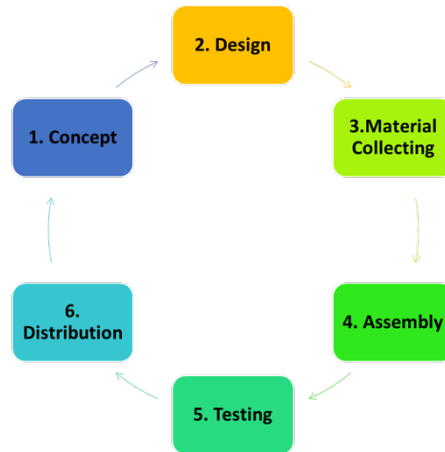 1. Concept
2. Design
3.Material
Collecting
4. Assembly
5. Testing
6.
Distribution